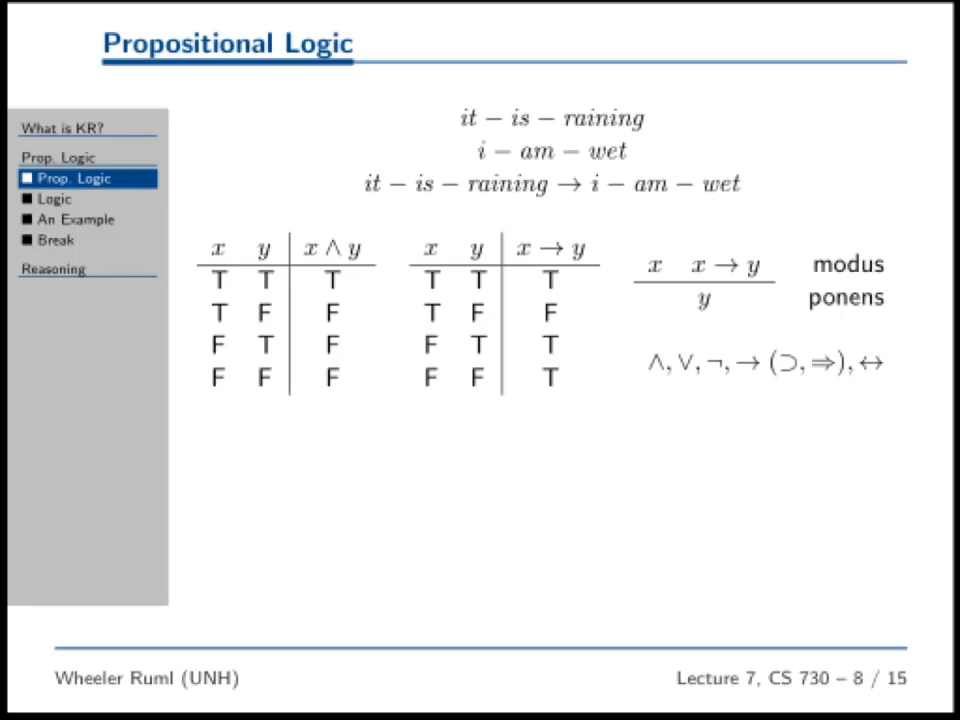 Propositional Logic
What is KR?
Prop. Logic
Prop. Logic
Logic
An Example
Break
Reasoning
it − is − raining
i − am − wet
it − is − raining → i − am − wet
x y x ∧ y
T T T
T F F
F T F
F F F
x y x → y
T T T
T F F
F T T
F F T
x x → y modus
y ponens
∧, ∨, ¬, → (⊃, ⇒), ↔
Wheeler Ruml (UNH)
Lecture 7, CS 730 – 8 / 15